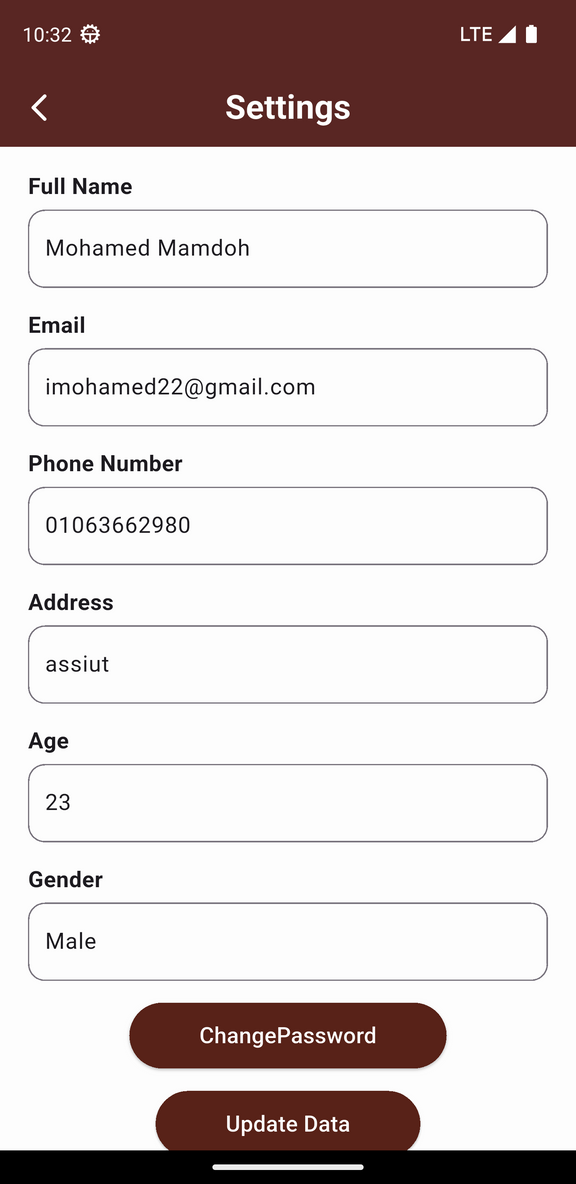 10:32 LTE
Settings
Full Name
Mohamed Mamdoh
Email
imohamed22@gmail.com
Phone Number
01063662980
Address
assiut
Age
23
Gender
Male
ChangePassword
Update Data